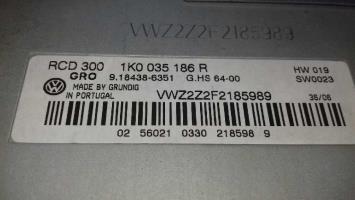 VWZ2Z2F2185989
RCD 300 1K0 035 186 R
GRO 9.18438-6351 G.HS 64-00
HW 019
SW0023
MADE BY GRUNDIG
IN PORTUGAL
VWZ2Z2F2185989
36/06
02 56021 0330 218598 9